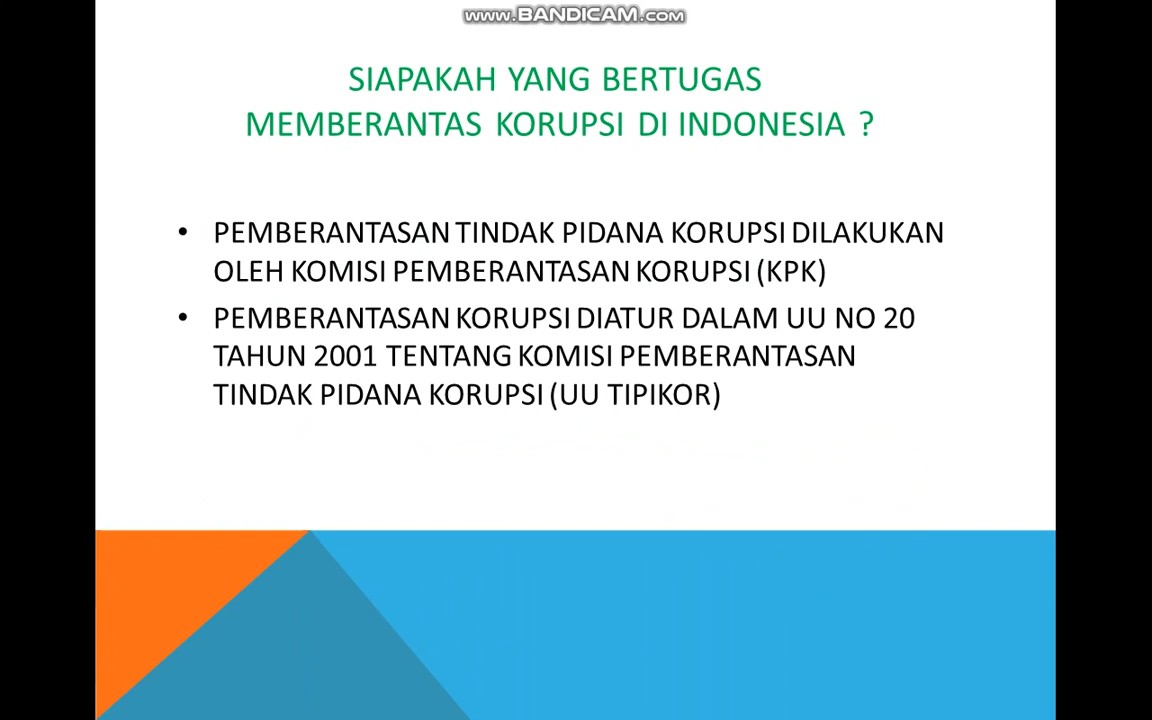 www.BANDICAM.com
SIAPAKAH YANG BERTUGAS
MEMBERANTAS KORUPSI DI INDONESIA ?
• PEMBERANTASAN TINDAK PIDANA KORUPSI DILAKUKAN
OLEH KOMISI PEMBERANTASAN KORUPSI (KPK)
• PEMBERANTASAN KORUPSI DIATUR DALAM UU NO 20
TAHUN 2001 TENTANG KOMISI PEMBERANTASAN
TINDAK PIDANA KORUPSI (UU TIPIKOR)